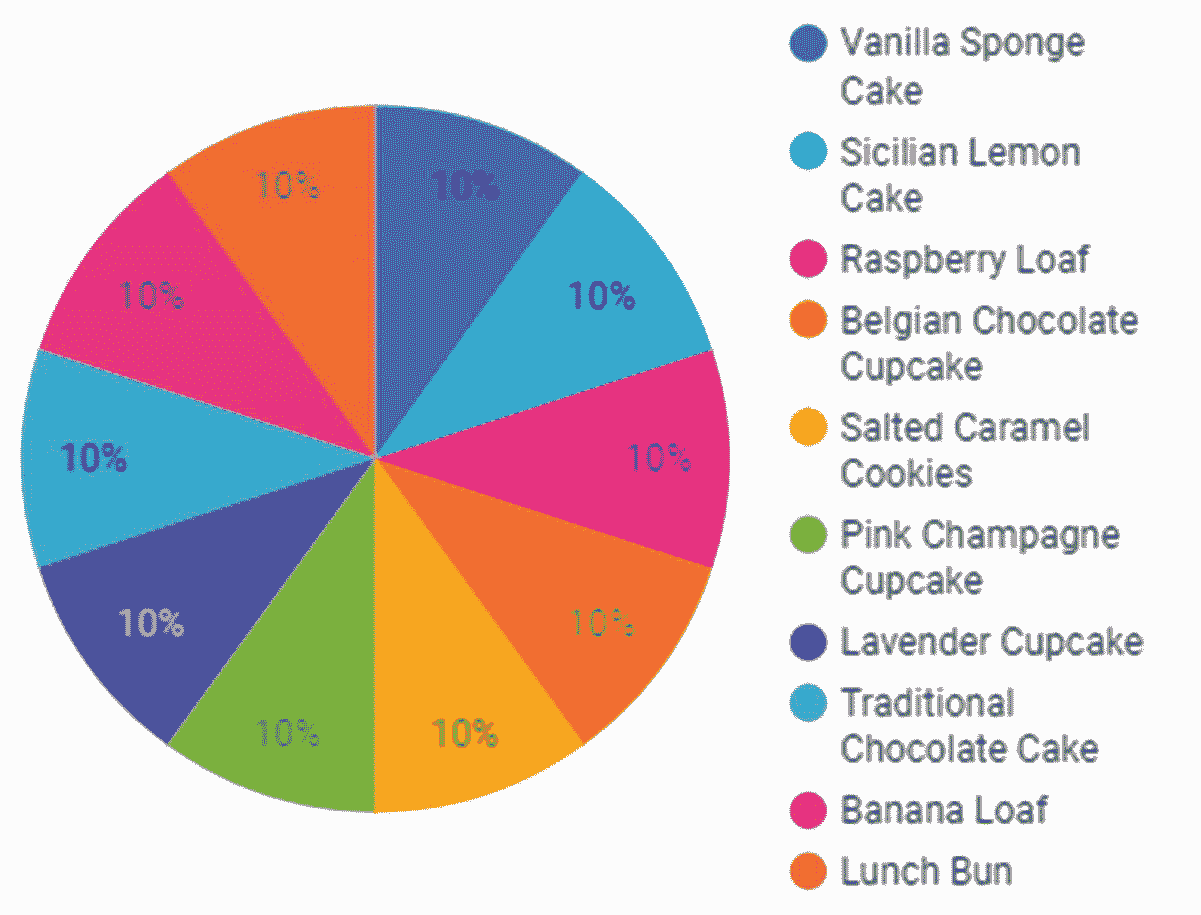 10%
10%
10%
10%
10%
10%
10%
10%
10%
10%
Vanilla Sponge
Cake
Sicilian Lemon
Cake
Raspberry Loaf
Belgian Chocolate
Cupcake
Salted Caramel
Cookies
Pink Champagne
Cupcake
Lavender Cupcake
Traditional
Chocolate Cake
Banana Loaf
Lunch Bun